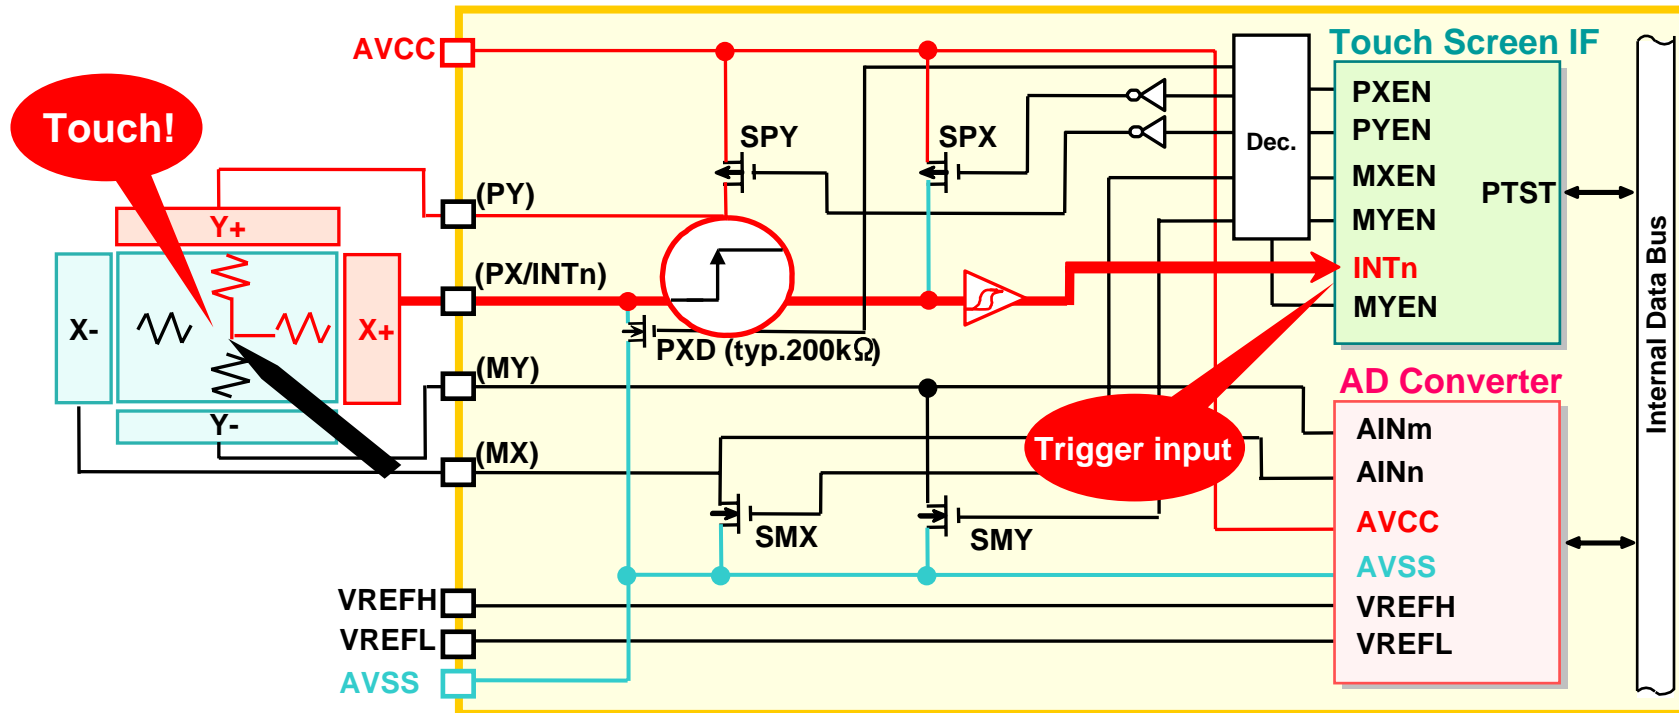 AVCC
Touch Screen IF
Touch!
SPY
SPX
Dec.
PXEN
PYEN
MXEN
MYEN
INTn
MYEN
PTST
Internal Data Bus
(PY)
Y+
(PX/INTn)
X-
X+
PXD (typ.200kΩ)
(MY)
Y-
(MX)
AD Converter
Trigger input
AINm
AINn
AVCC
AVSS
VREFH
VREFL
SMX
SMY
VREFH
VREFL
AVSS